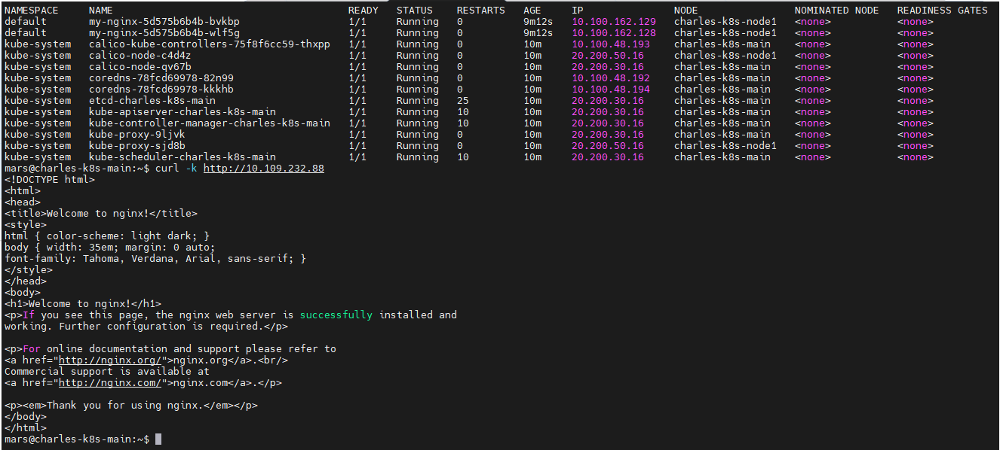 NAMESPACE NAME READY STATUS RESTARTS AGE IP NODE NOMINATED NODE READINESS GATES
default my-nginx-5d575b6b4b-bvkbp 1/1 Running 0 9m12s 10.100.162.129 charles-k8s-node1 <none> <none>
default my-nginx-5d575b6b4b-wlf5g 1/1 Running 0 9m12s 10.100.162.128 charles-k8s-node1 <none> <none>
kube-system calico-kube-controllers-75f8f6cc59-thxpp 1/1 Running 0 10m 10.100.48.193 charles-k8s-main <none> <none>
kube-system calico-node-c4d4z 1/1 Running 0 10m 20.200.50.16 charles-k8s-node1 <none> <none>
kube-system calico-node-qv67b 1/1 Running 0 10m 20.200.30.16 charles-k8s-main <none> <none>
kube-system coredns-78fcd69978-82n99 1/1 Running 0 10m 10.100.48.192 charles-k8s-main <none> <none>
kube-system coredns-78fcd69978-kkkhb 1/1 Running 0 10m 10.100.48.194 charles-k8s-main <none> <none>
kube-system etcd-charles-k8s-main 1/1 Running 25 10m 20.200.30.16 charles-k8s-main <none> <none>
kube-system kube-apiserver-charles-k8s-main 1/1 Running 10 10m 20.200.30.16 charles-k8s-main <none> <none>
kube-system kube-controller-manager-charles-k8s-main 1/1 Running 10 10m 20.200.30.16 charles-k8s-main <none> <none>
kube-system kube-proxy-9ljvk 1/1 Running 0 10m 20.200.30.16 charles-k8s-main <none> <none>
kube-system kube-proxy-sjd8b 1/1 Running 0 10m 20.200.50.16 charles-k8s-node1 <none> <none>
kube-system kube-scheduler-charles-k8s-main 1/1 Running 10 10m 20.200.30.16 charles-k8s-main <none> <none>
mars@charles-k8s-main:~$ curl -k http://10.109.232.88
<!DOCTYPE html>
<html>
<head>
<title>Welcome to nginx!</title>
<style>
html { color-scheme: light dark; }
body { width: 35em; margin: 0 auto;
font-family: Tahoma, Verdana, Arial, sans-serif; }
</style>
</head>
<body>
<h1>Welcome to nginx!</h1>
<p>If you see this page, the nginx web server is successfully installed and
working. Further configuration is required.</p>

<p>For online documentation and support please refer to
<a href="http://nginx.org/">nginx.org</a>.<br/>
Commercial support is available at
<a href="http://nginx.com/">nginx.com</a>.</p>

<p><em>Thank you for using nginx.</em></p>
</body>
</html>
mars@charles-k8s-main:~$